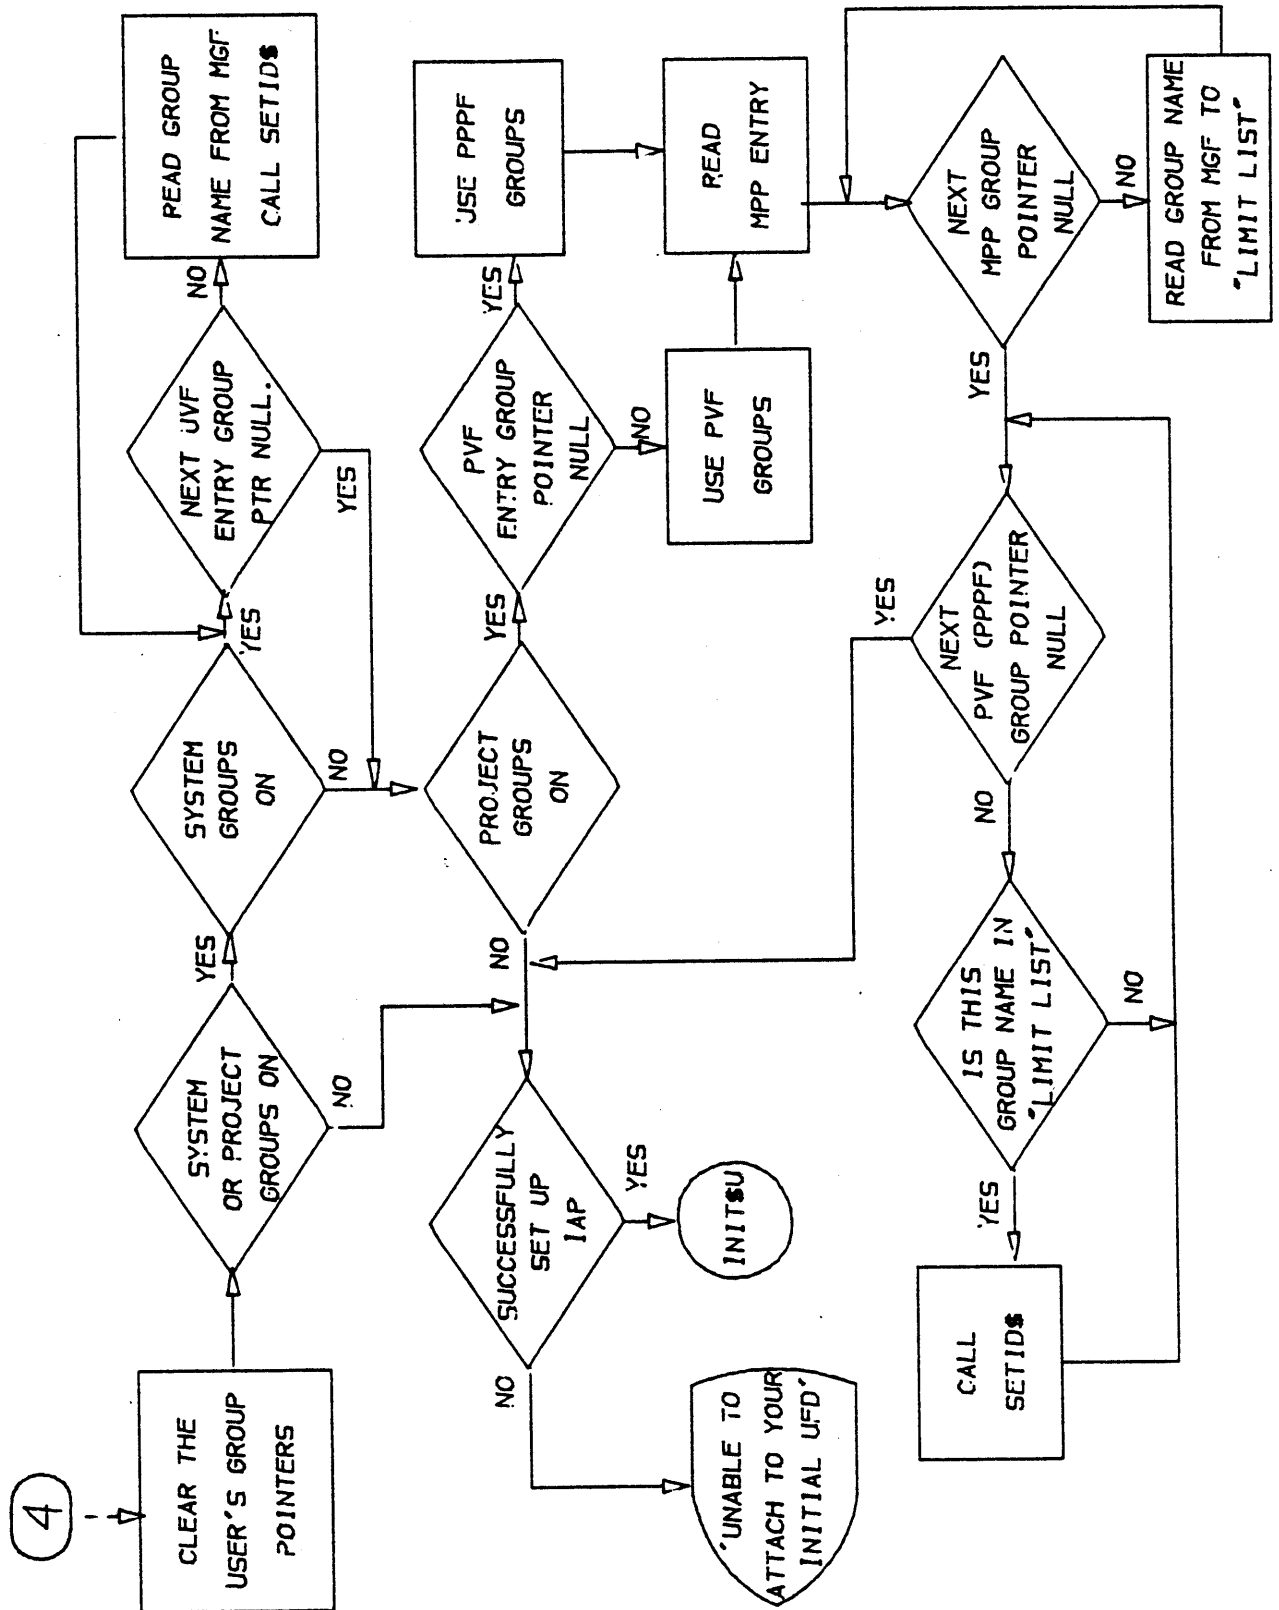 4
CLEAR THE
USER'S GROUP
POINTERS
SYSTEM
OR PROJECT
GROUPS ON
YES
NO
SYSTEM
GROUPS
ON
YES
NO
NEXT UVF
ENTRY GROUP
PTR NULL.
NO
YES
READ GROUP
NAME FROM MGF
CALL SETID$
SUCCESSFULLY
SET UP
IAP
NO
YES
INIT$U
"UNABLE TO
ATTACH TO YOUR
INITIAL UFD"
PROJECT
GROUPS
ON
NO
YES
PVF
ENTRY GROUP
POINTER
NULL
YES
NO
USE PPPF
GROUPS
USE PVF
GROUPS
READ
MPP ENTRY
NEXT
MPP GROUP
POINTER
NULL
YES
NO
READ GROUP NAME
FROM MGF TO
"LIMIT LIST"
NEXT
PVF (PPPF)
GROUP POINTER
NULL
YES
NO
IS THIS
GROUP NAME IN
"LIMIT LIST"
YES
NO
CALL
SETID$